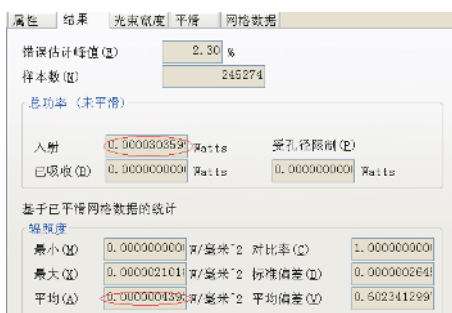 属性 结果 光束宽度 平滑 网格数据
错误估计峰值(R) 2.30 %
样本数(N) 245274
总功率 (未平滑)
入射 0.000030359 Watts 受孔径限制(P)
已吸收(D) 0.000000000 Watts 0.000000000 Watts
基于已平滑网格数据的统计
辐照度
最小(M) 0.000000000 W/毫米^2 对比率(C) 1.000000000
最大(X) 0.000002101 W/毫米^2 标准偏差(D) 0.000000264
平均(A) 0.000000439 W/毫米^2 平均偏差(V) 0.602341299